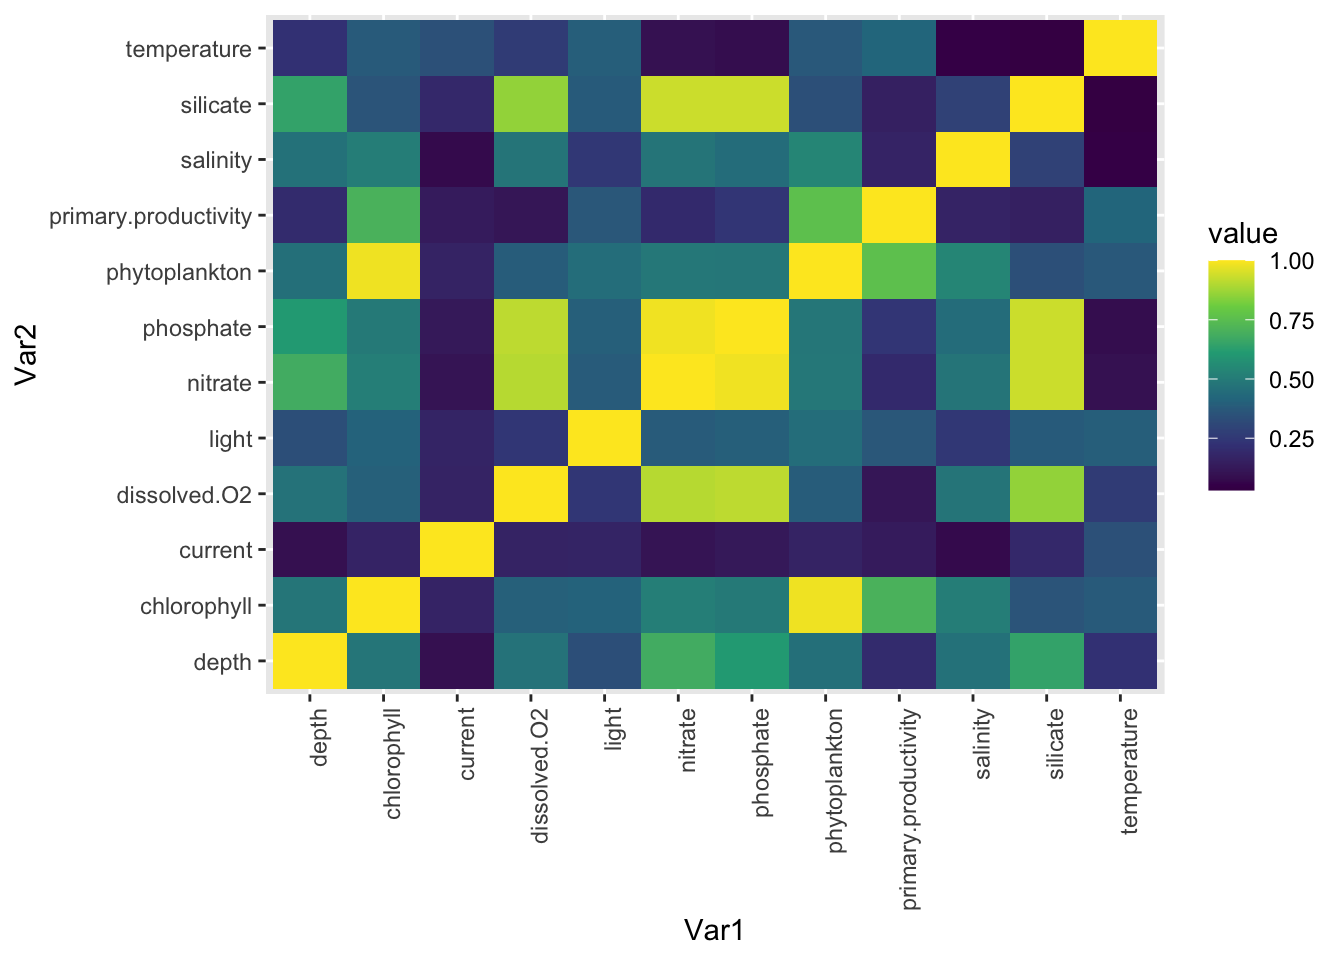 temperature
silicate
salinity
primary.productivity
phytoplankton
phosphate
nitrate
light
dissolved.O2
current
chlorophyll
depth
Var2
depth
chlorophyll
current
dissolved.O2
light
nitrate
phosphate
phytoplankton
primary.productivity
salinity
silicate
temperature
Var1
value
1.00
0.75
0.50
0.25